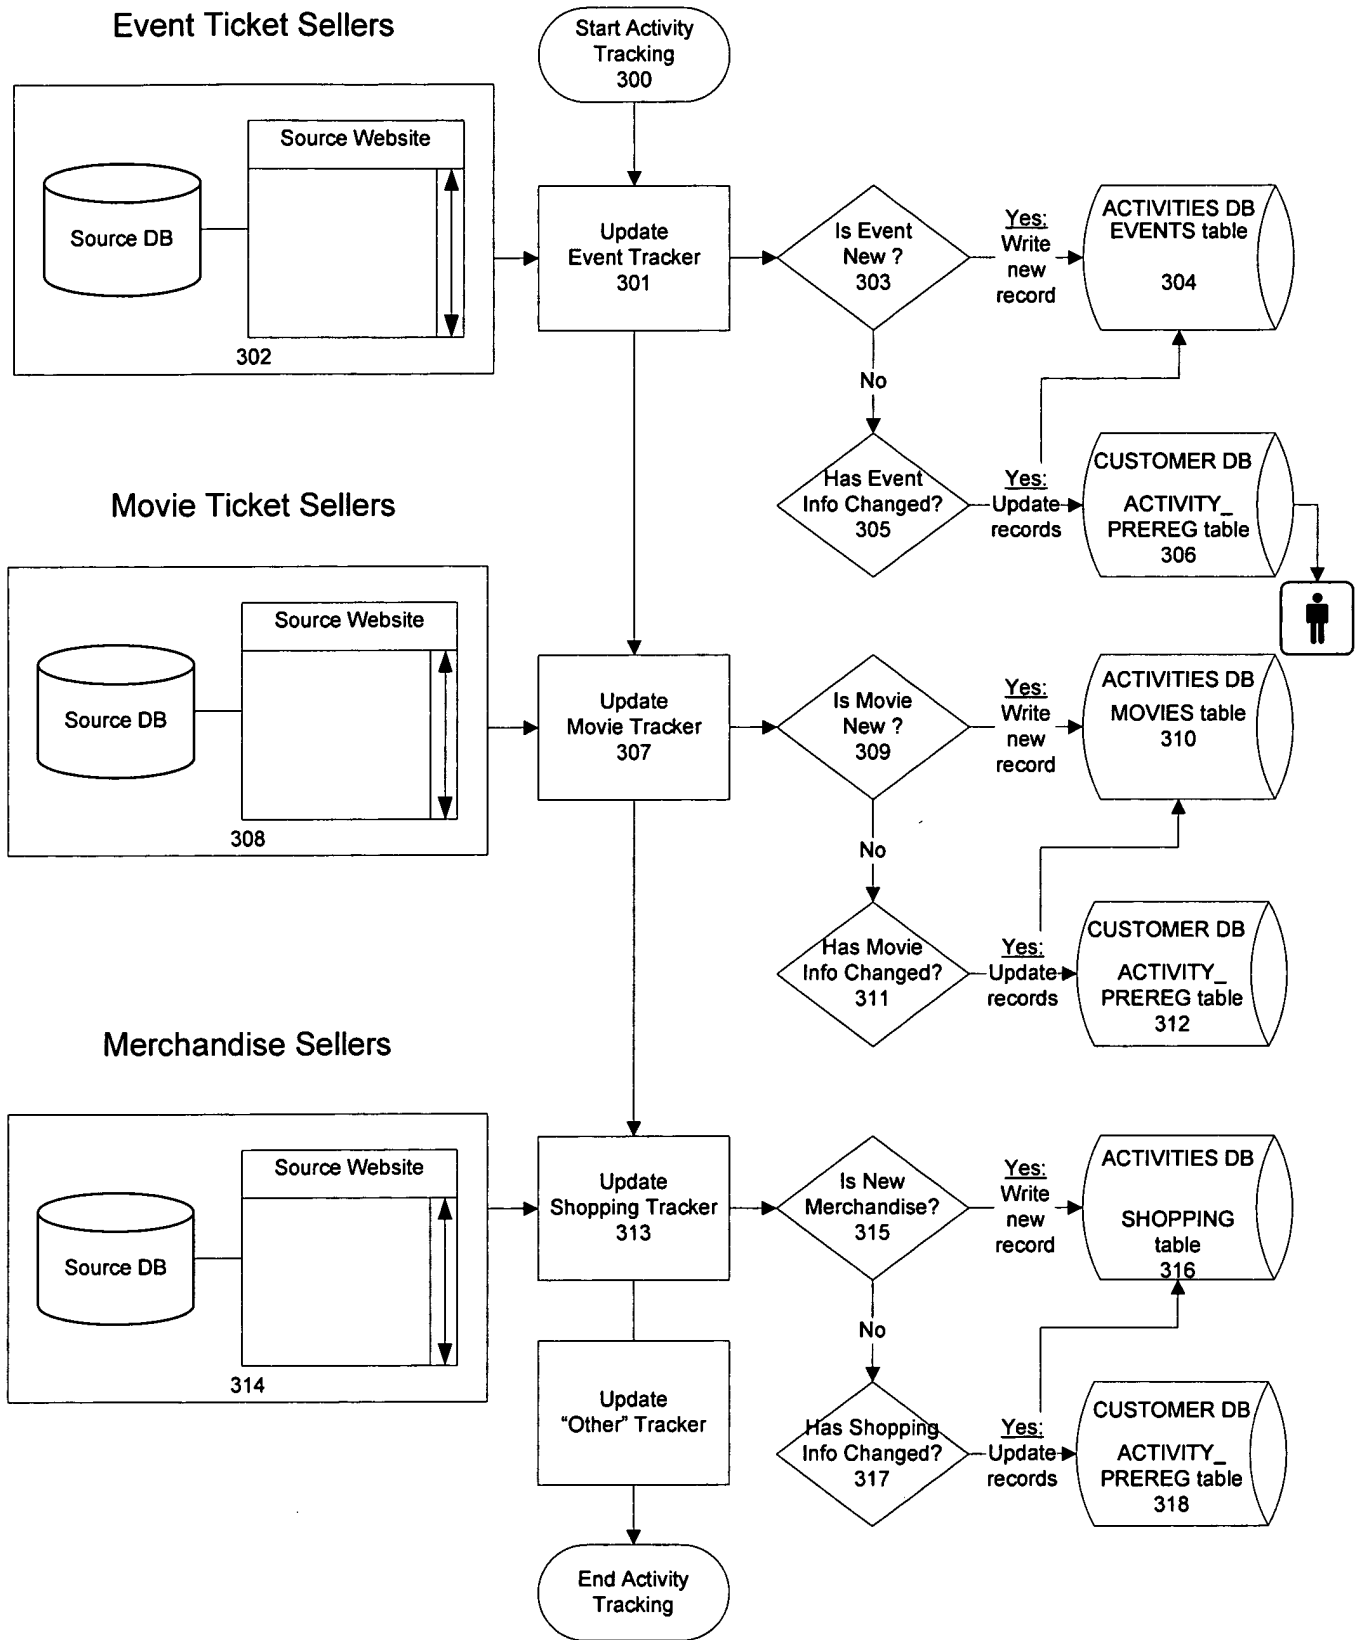 Event Ticket Sellers
Start Activity
Tracking
300
Source Website
Source DB
302
Update
Event Tracker
301
Is Event
New ?
303
Yes:
Write
new
record
ACTIVITIES DB
EVENTS table
304
No
Has Event
Info Changed?
305
Yes:
Update
records
CUSTOMER DB
ACTIVITY_
PREREG table
306
Movie Ticket Sellers
Source Website
Source DB
308
Update
Movie Tracker
307
Is Movie
New ?
309
Yes:
Write
new
record
ACTIVITIES DB
MOVIES table
310
No
Has Movie
Info Changed?
311
Yes:
Update
records
CUSTOMER DB
ACTIVITY_
PREREG table
312
Merchandise Sellers
Source Website
Source DB
314
Update
Shopping Tracker
313
Is New
Merchandise?
315
Yes:
Write
new
record
ACTIVITIES DB
SHOPPING
table
316
No
Update
“Other” Tracker
Has Shopping
Info Changed?
317
Yes:
Update
records
CUSTOMER DB
ACTIVITY_
PREREG table
318
End Activity
Tracking